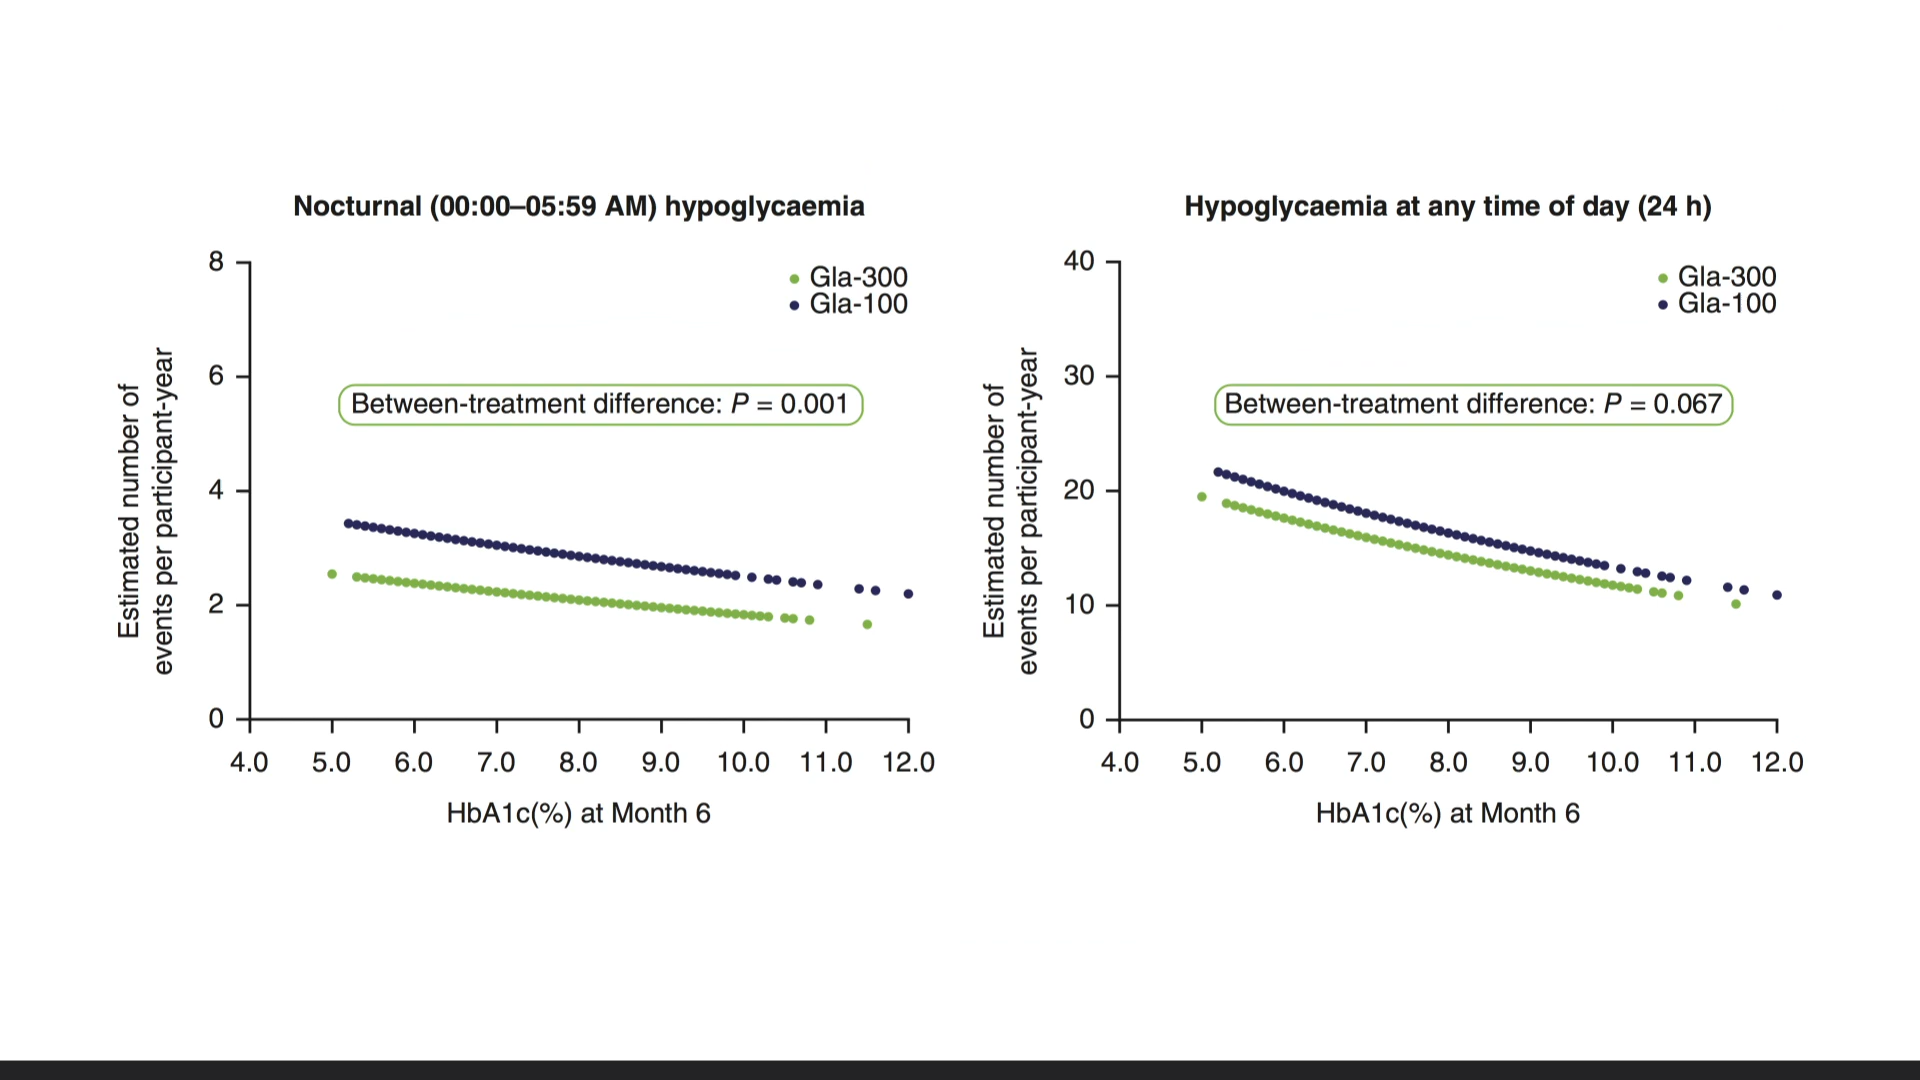 Nocturnal (00:00–05:59 AM) hypoglycaemia
8
6
4
2
0
Estimated number of
events per participant-year
Gla-300
Gla-100
Between-treatment difference: P = 0.001
4.0 5.0 6.0 7.0 8.0 9.0 10.0 11.0 12.0
HbA1c(%) at Month 6
Hypoglycaemia at any time of day (24 h)
40
30
20
10
0
Estimated number of
events per participant-year
Gla-300
Gla-100
Between-treatment difference: P = 0.067
4.0 5.0 6.0 7.0 8.0 9.0 10.0 11.0 12.0
HbA1c(%) at Month 6